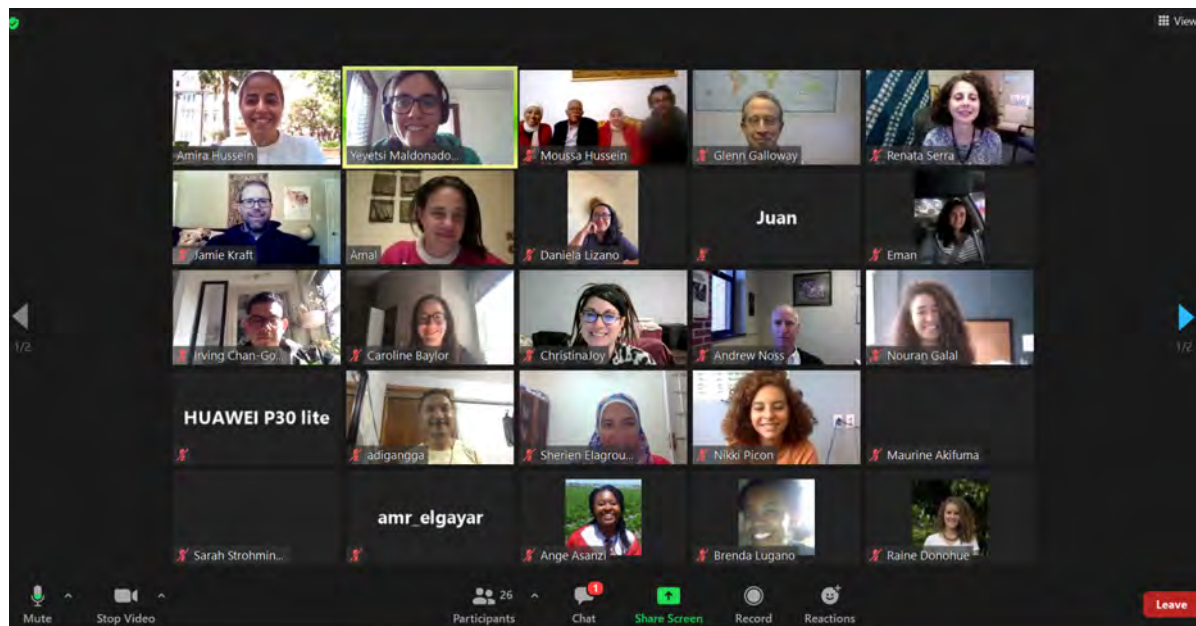 View
Amira Hussein
Yeyetsi Maldonado...
Moussa Hussein
Glenn Galloway
Renata Serra
Jamie Kraft
Amal
Daniela Lizano
Juan
Eman
1/2
Irving Chan-Go...
Caroline Baylor
ChristinaJoy
Andrew Noss
Nouran Galal
1/2
HUAWEI P30 lite
adigangga
Sherien Elagrou...
Nikki Picon
Maurine Akifuma
Sarah Strohmin...
amr_elgayar
Ange Asanzi
Brenda Lugano
Raine Donohue
Mute
Stop Video
26
Participants
1
Chat
Share Screen
Record
Reactions
Leave